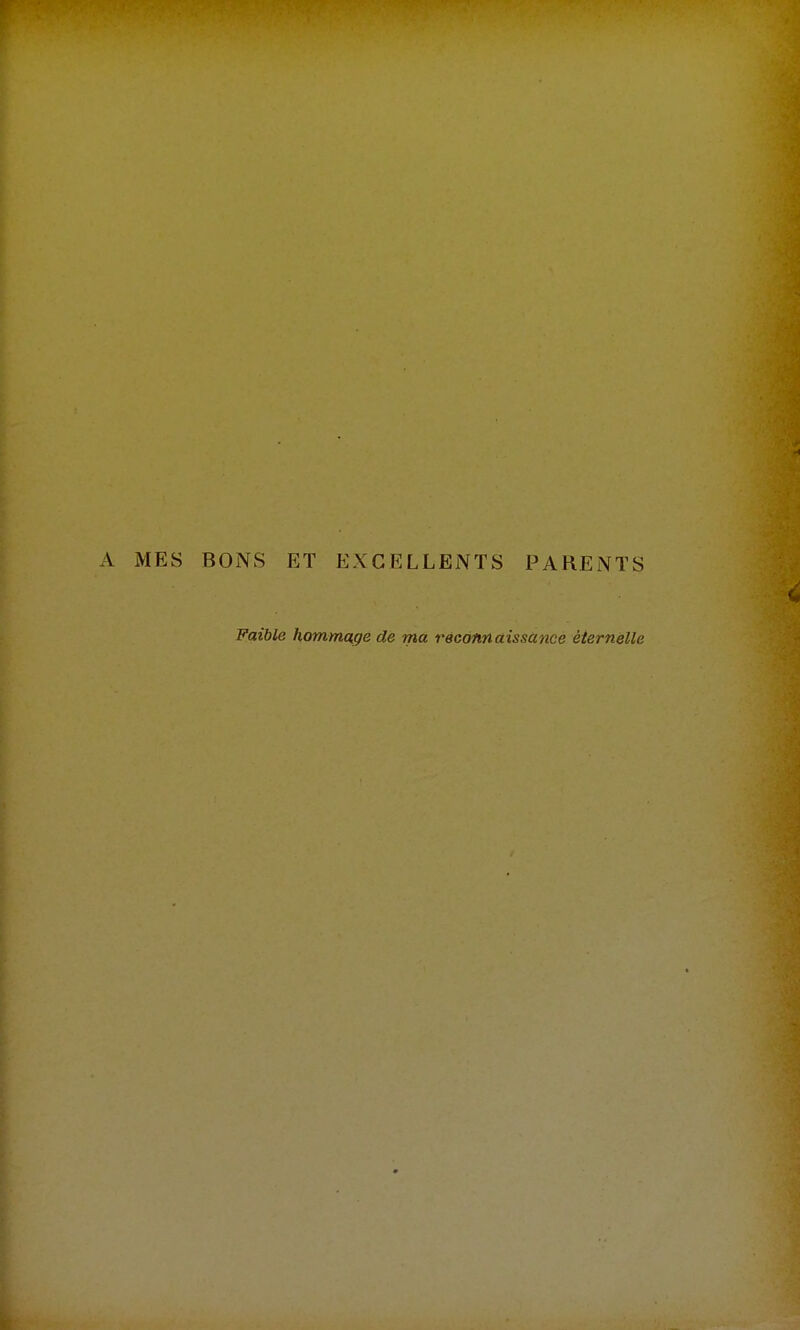 A MES BONS ET EXCELLENTS PARENTS
Faible hommage de ma reconnaissance éternelle